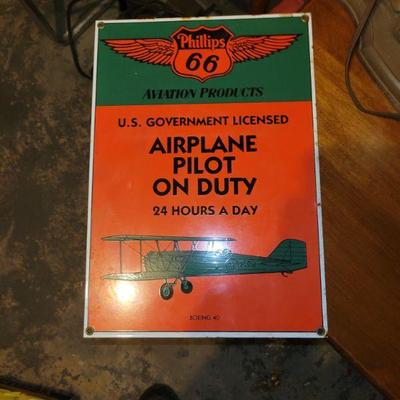 Phillips
66
AVIATION PRODUCTS
U.S. GOVERNMENT LICENSED
AIRPLANE
PILOT
ON DUTY
24 HOURS A DAY
BOEING 40